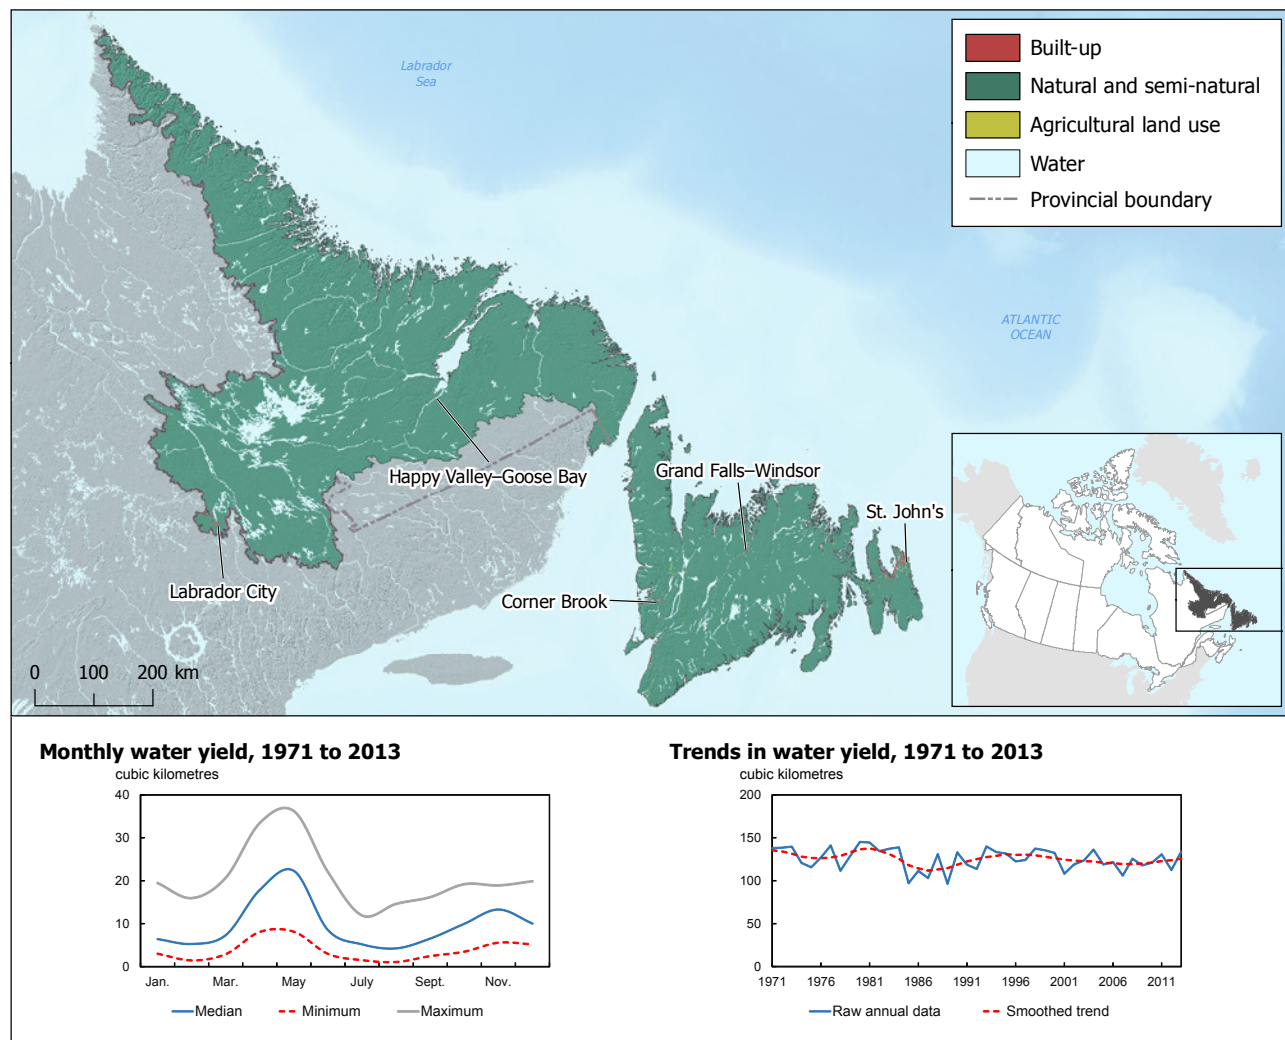 Labrador
Sea
Built-up
Natural and semi-natural
Agricultural land use
Water
Provincial boundary
ATLANTIC
OCEAN
Happy Valley–Goose Bay
Grand Falls–Windsor
St. John's
Labrador City
Corner Brook
0 100 200 km
Monthly water yield, 1971 to 2013
cubic kilometres
40
30
20
10
0
Jan. Mar. May July Sept. Nov.
Median Minimum Maximum
Trends in water yield, 1971 to 2013
cubic kilometres
200
150
100
50
0
1971 1976 1981 1986 1991 1996 2001 2006 2011
Raw annual data Smoothed trend